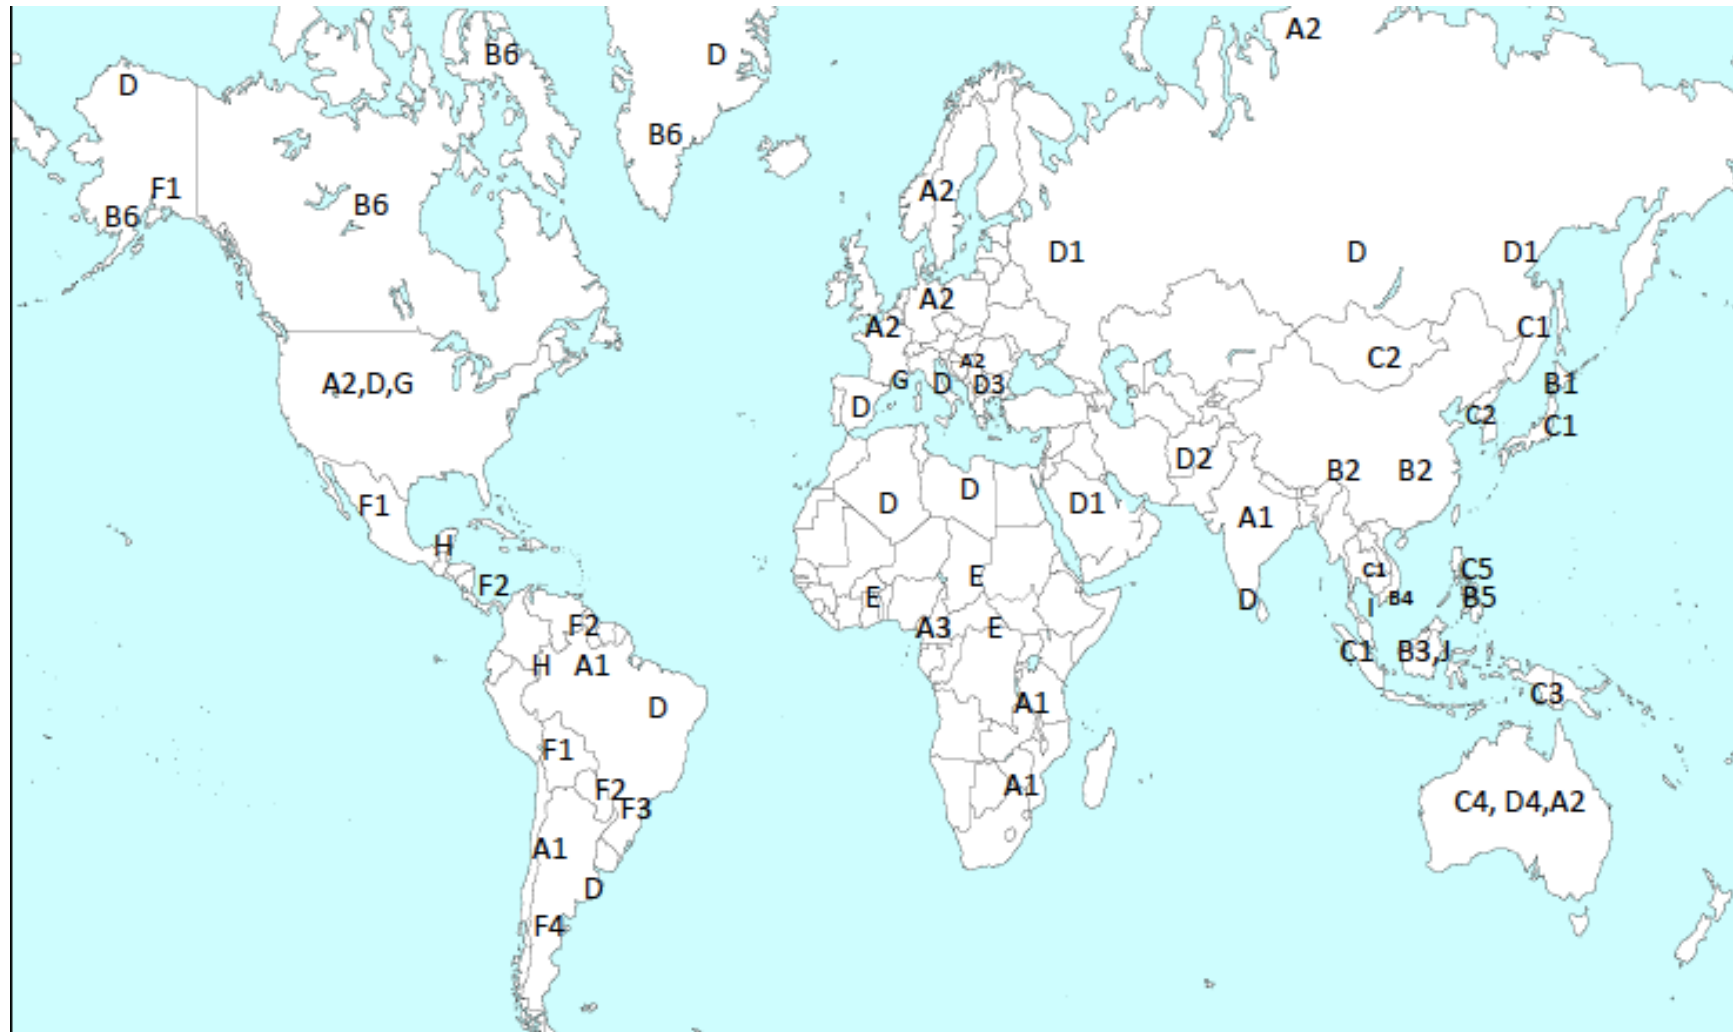 A2
B6
D
D
B6
F1
A2
B6
B6
D1
D
D1
A2
A2
C1
C2
A2
A2,D,G
G
D
D3
B1
D
C2
C1
D2
B2
B2
F1
D
D
D1
A1
H
C1
C5
F2
E
E
D
I
B4
B5
F2
A3
E
H
A1
C1
B3,J
A1
C3
D
F1
A1
F2
F3
C4, D4,A2
A1
D
F4